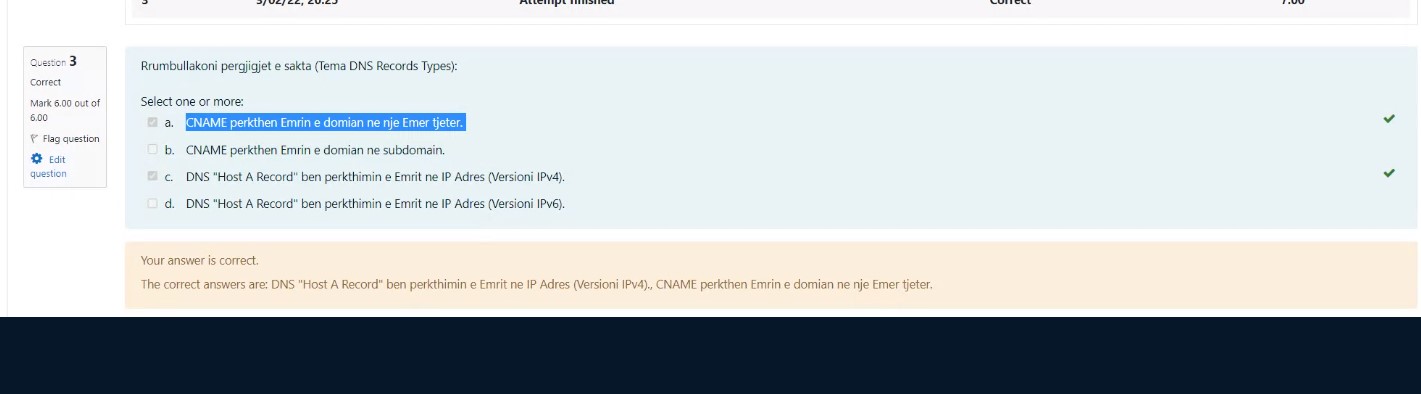 3 3/02/22, 20:25 Attempt finished Correct 7.00
Question 3
Correct
Mark 6.00 out of
6.00
Flag question
Edit
question
Rrumbullakoni pergjigjet e sakta (Tema DNS Records Types):
Select one or more:
a. CNAME perkthen Emrin e domian ne nje Emer tjeter.
b. CNAME perkthen Emrin e domian ne subdomain.
c. DNS "Host A Record" ben perkthimin e Emrit ne IP Adres (Versioni IPv4).
d. DNS "Host A Record" ben perkthimin e Emrit ne IP Adres (Versioni IPv6).
Your answer is correct.
The correct answers are: DNS "Host A Record" ben perkthimin e Emrit ne IP Adres (Versioni IPv4)., CNAME perkthen Emrin e domian ne nje Emer tjeter.